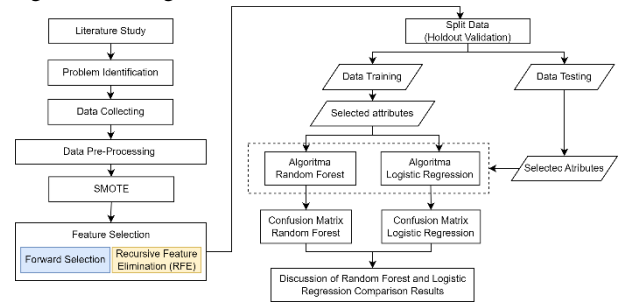 Literature Study
Problem Identification
Data Collecting
Data Pre-Processing
SMOTE
Feature Selection
Forward Selection
Recursive Feature
Elimination (RFE)
Split Data
(Holdout Validation)
Data Training
Data Testing
Selected attributes
Algoritma
Random Forest
Algoritma
Logistic Regression
Selectec Atributes
Confusion Matrix
Random Forest
Confusion Matrix
Logistic Regression
Discussion of Random Forest and Logistic
Regression Comparison Results